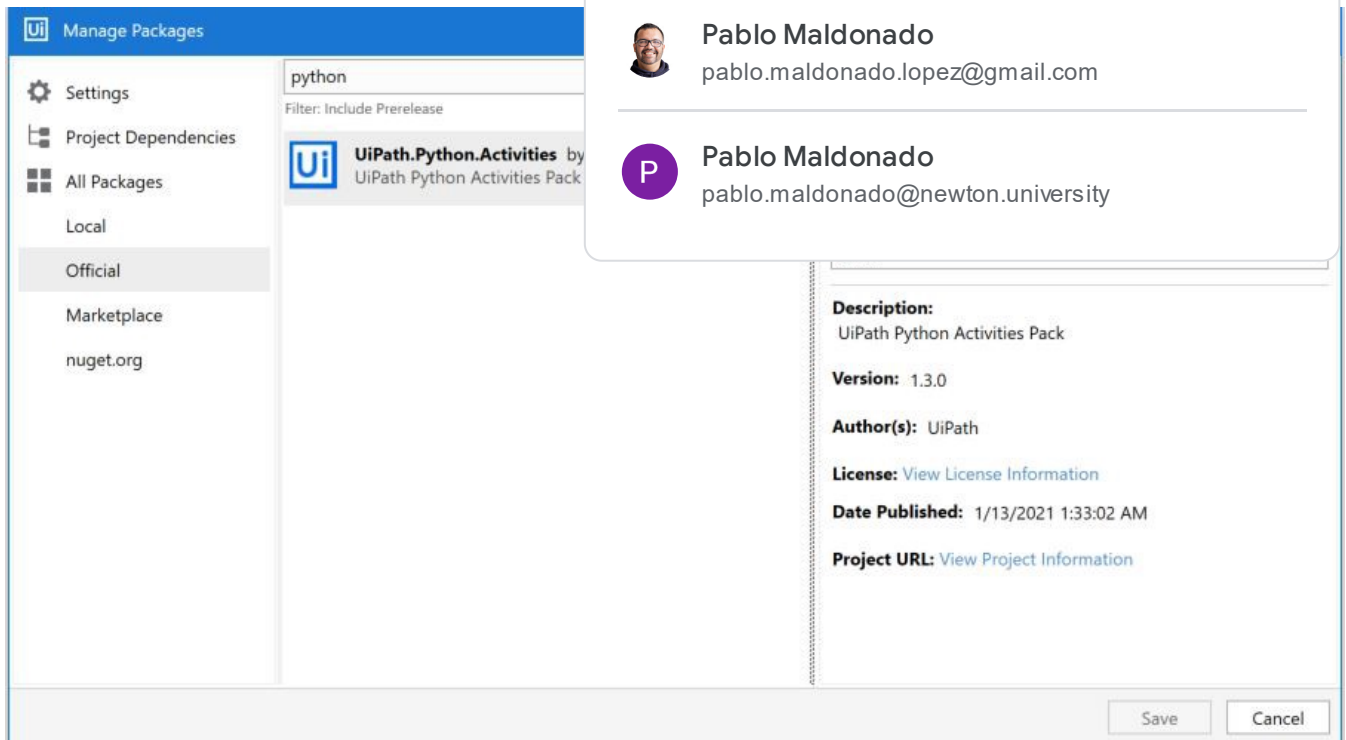 Ui Manage Packages
Settings
Project Dependencies
All Packages
Local
Official
Marketplace
nuget.org
python
Filter: Include Prerelease
Ui
UiPath.Python.Activities by
UiPath Python Activities Pack
Pablo Maldonado
pablo.maldonado.lopez@gmail.com
P
Pablo Maldonado
pablo.maldonado@newton.university
Description:
UiPath Python Activities Pack
Version: 1.3.0
Author(s): UiPath
License: View License Information
Date Published: 1/13/2021 1:33:02 AM
Project URL: View Project Information
Save Cancel